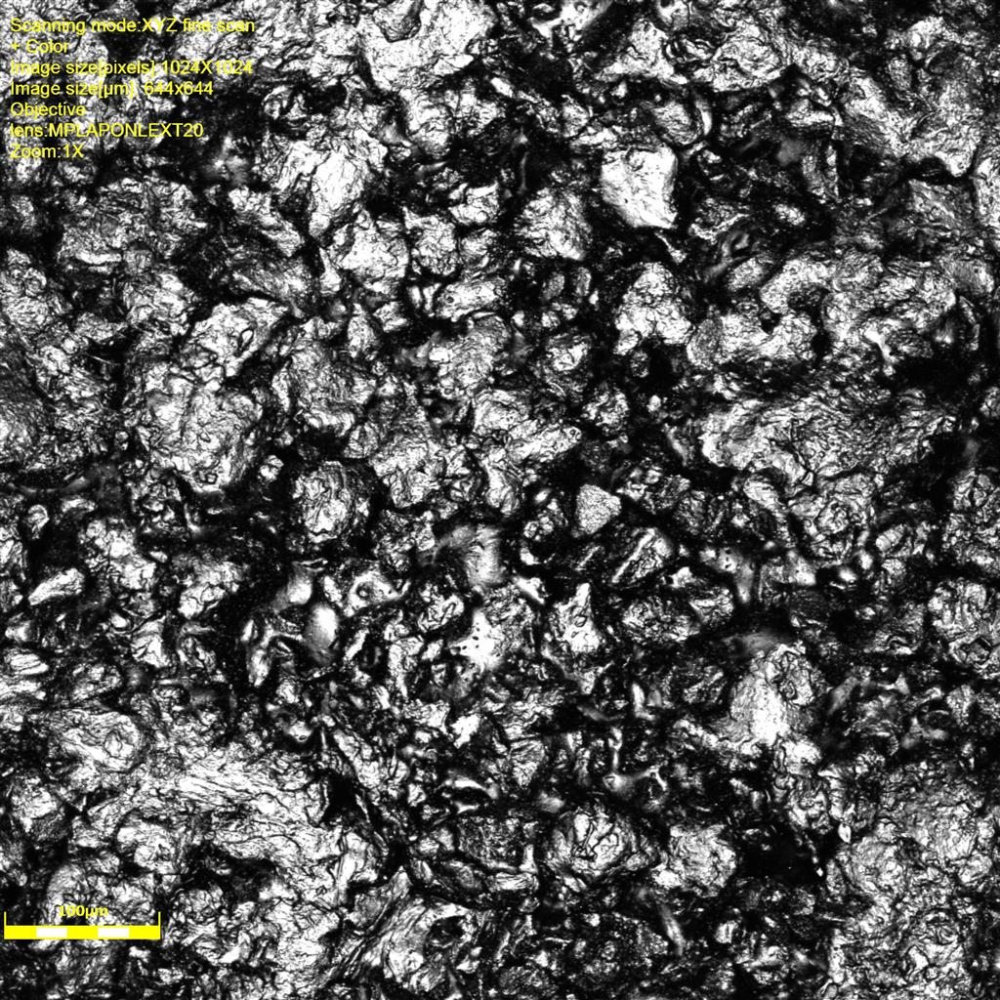 Scanning mode:XYZ fine scan
+ Color
Image size[pixels]:1024X1024
Image size[µm]: 644x644
Objective
lens:MPLAPONLEXT20
Zoom:1X
100µm